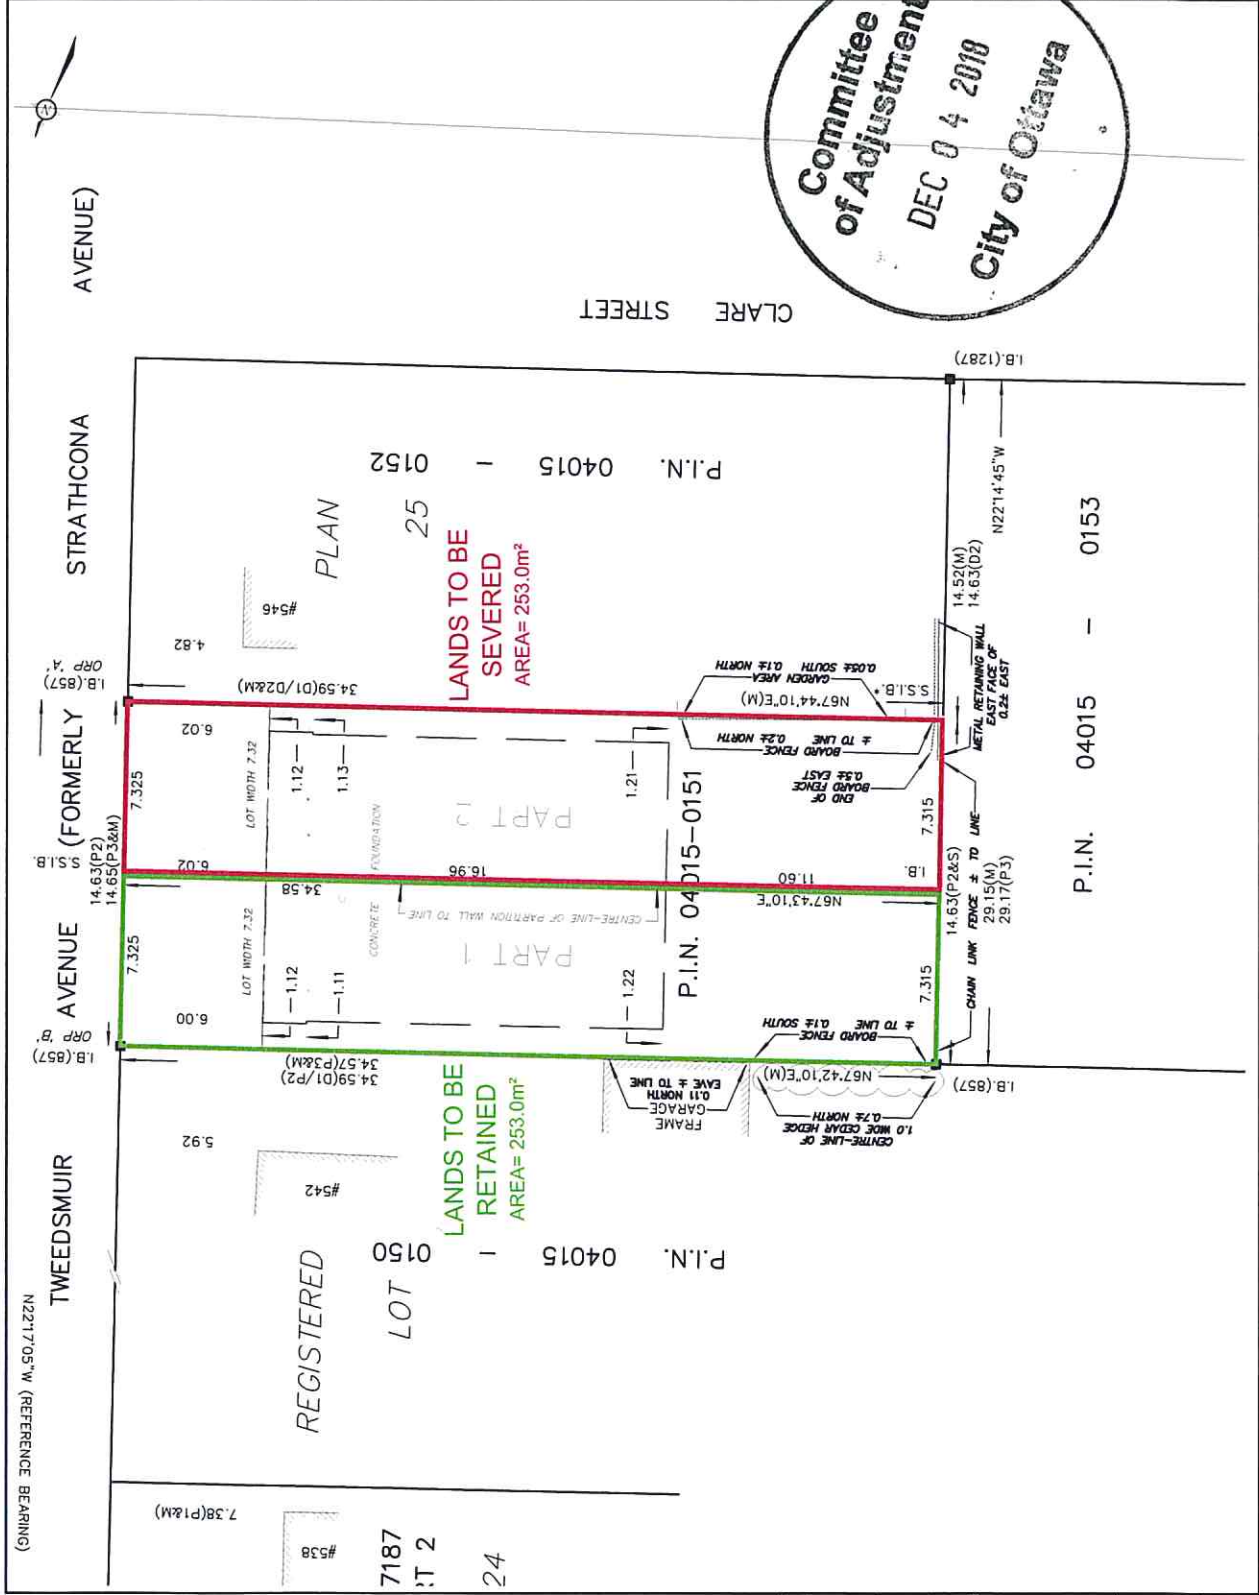 Committee
of Adjustment
DEC 04 2018
City of Ottawa
N
N22°17'05"W (REFERENCE BEARING)
TWEEDSMUIR AVENUE (FORMERLY STRATHCONA AVENUE)
CLARE STREET
I.B.(857)
ORP 'B'
14.63(P2)
14.65(P3&M)
S.S.I.B.
I.B.(857)
ORP 'A'
7.325
7.325
6.00
6.02
6.02
4.82
5.92
#546
#542
#538
7.38(P1&M)
PLAN
25
REGISTERED
LOT
24
7187
P.I.N. 04015 - 0152
P.I.N. 04015 - 0150
P.I.N. 04015 - 0153
P.I.N. 04015-0151
LANDS TO BE
SEVERED
AREA= 253.0m²
LANDS TO BE
RETAINED
AREA= 253.0m²
34.59(D1/D2&M)
34.59(D1/P2)
34.57(P3&M)
LOT WIDTH 7.32
LOT WIDTH 7.32
1.12
1.13
1.21
1.12
1.11
1.22
CONCRETE FOUNDATION
PART 2
PART 1
34.58
16.96
11.60
CENTRE-LINE OF PARTITION WALL TO LINE
N67°43'10"E
I.B.
7.315
7.315
N67°44'10"E(M)
S.S.I.B.
GARDEN AREA
0.05± SOUTH 0.1± NORTH
BOARD FENCE
± TO LINE 0.2± NORTH
END OF
BOARD FENCE
0.5± EAST
METAL RETAINING WALL
EAST FACE OF
0.2± EAST
14.52(M)
14.63(D2)
N22°14'45"W
I.B.(1287)
14.63(P2&S)
CHAIN LINK FENCE ± TO LINE
29.15(M)
29.17(P3)
BOARD FENCE
± TO LINE 0.1± SOUTH
N67°42'10"E(M)
I.B.(857)
FRAME
GARAGE
0.11 NORTH
EAVE ± TO LINE
CENTRE-LINE OF
1.0 WIDE CEDAR HEDGE
0.7± NORTH